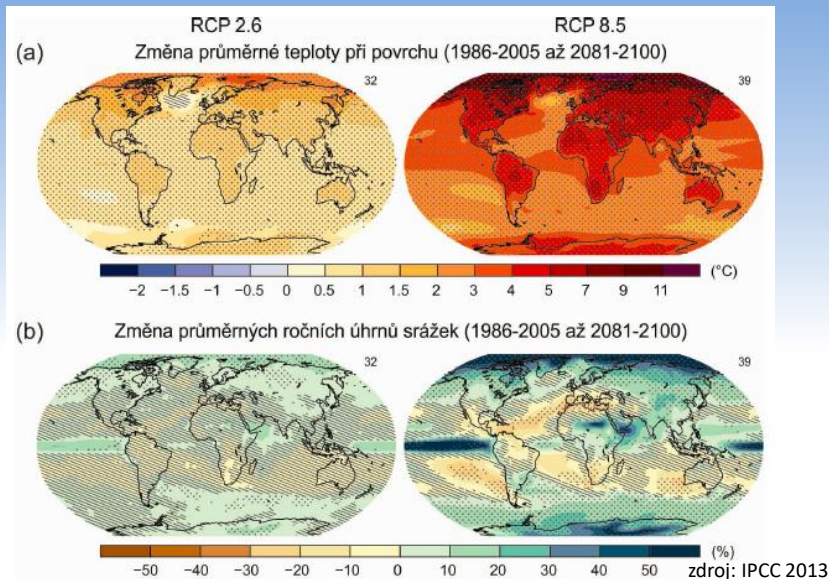 RCP 2.6 RCP 8.5
(a) Změna průměrné teploty při povrchu (1986-2005 až 2081-2100)
32 39
−2 −1.5 −1 −0.5 0 0.5 1 1.5 2 3 4 5 7 9 11 (°C)
(b) Změna průměrných ročních úhrnů srážek (1986-2005 až 2081-2100)
32 39
−50 −40 −30 −20 −10 0 10 20 30 40 50 (%)
zdroj: IPCC 2013